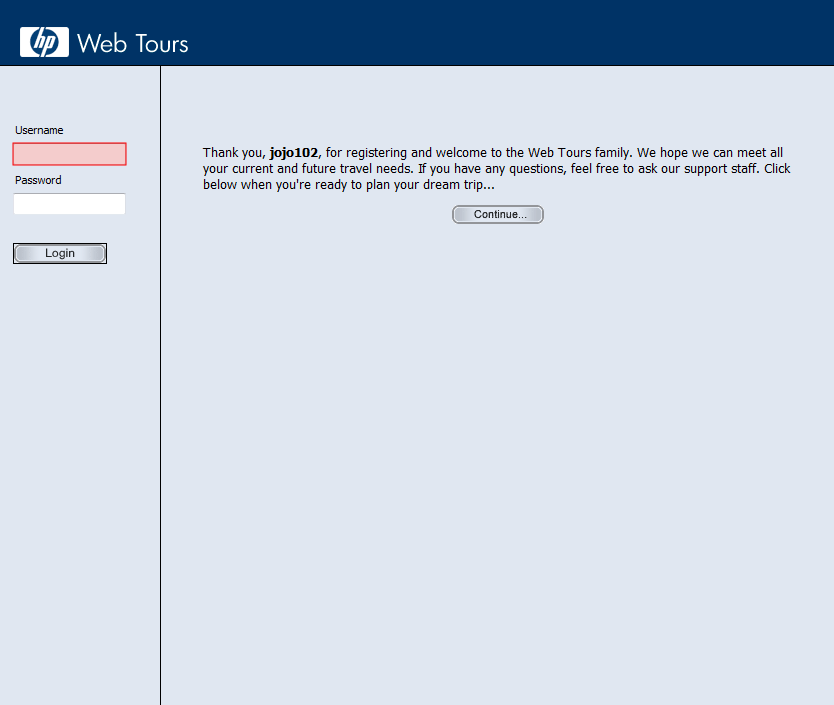 hp Web Tours
Username
Password
Login
Thank you, jojo102, for registering and welcome to the Web Tours family. We hope we can meet all
your current and future travel needs. If you have any questions, feel free to ask our support staff. Click
below when you're ready to plan your dream trip...
Continue...